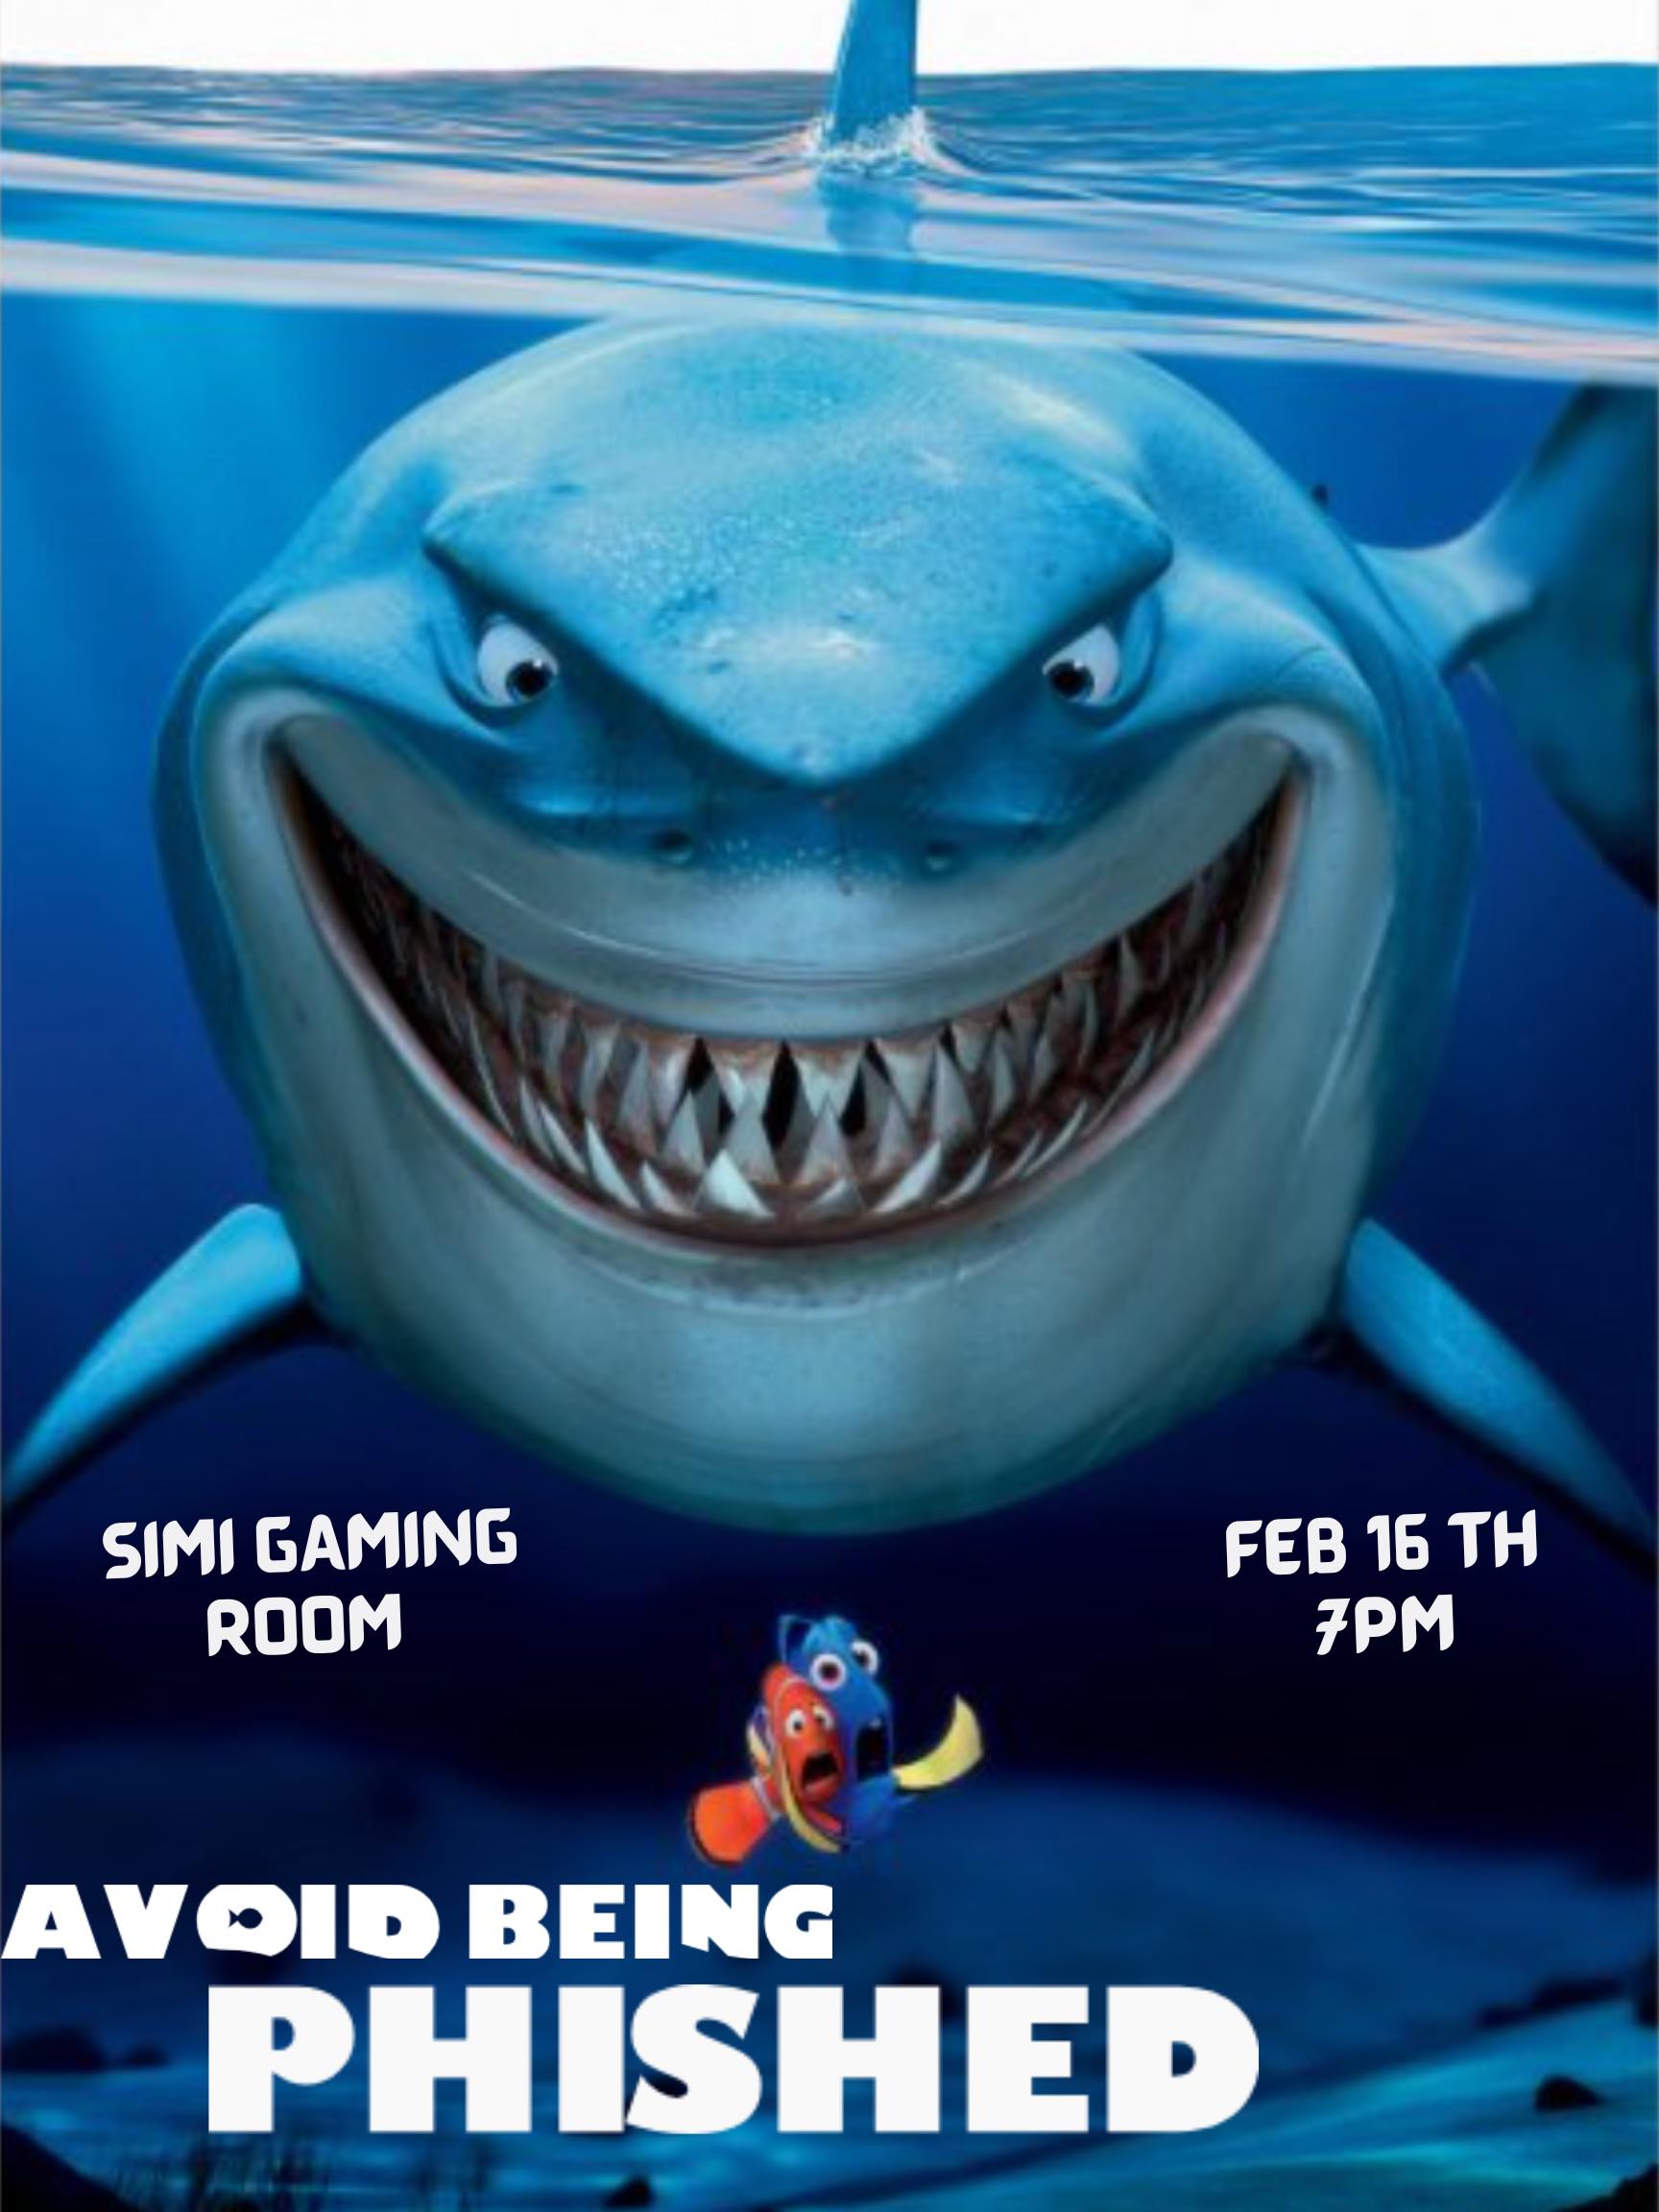 SIMI GAMING
ROOM
FEB 16 TH
7PM
AVOID BEING
PHISHED